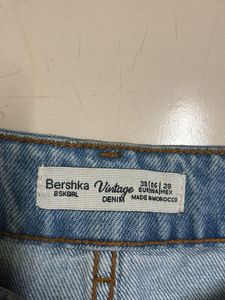 Bershka Vintage 38|06|28
BSKGRL DENIM EUR|USA|MEX
MADE IN MOROCCO